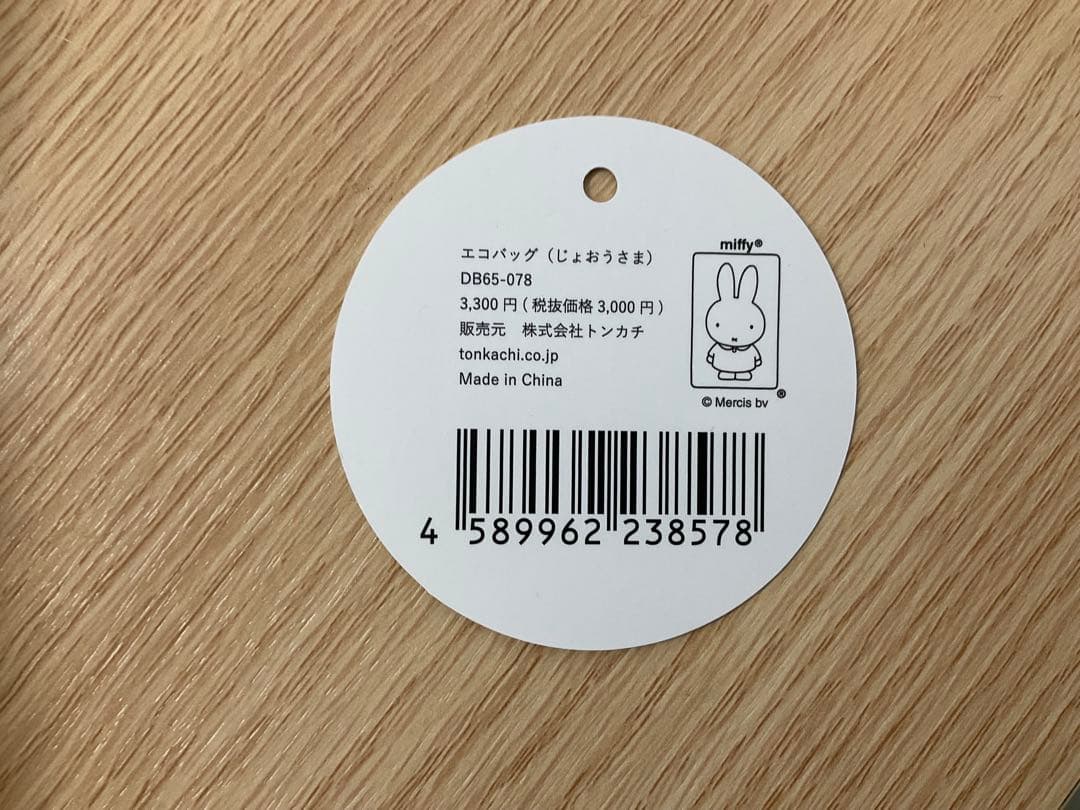 エコバッグ（じょおうさま）
DB65-078
3,300 円 ( 税抜価格 3,000 円 )
販売元　株式会社トンカチ
tonkachi.co.jp
Made in China
miffy®
®
© Mercis bv
4 589962 238578